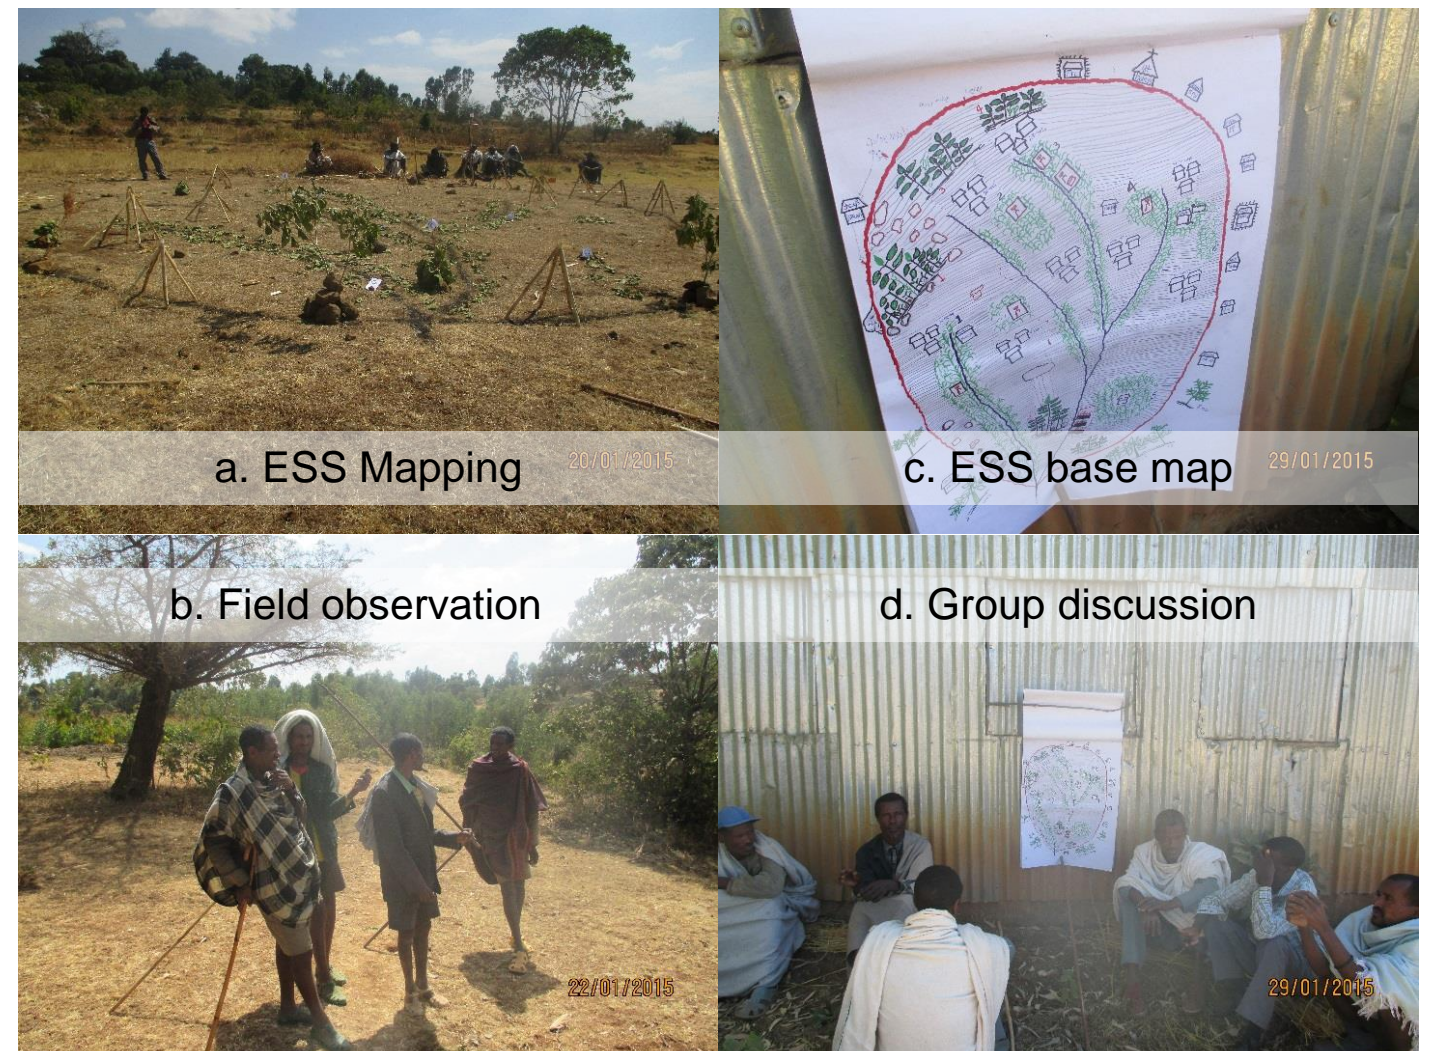 a. ESS Mapping
20/01/2015
c. ESS base map
29/01/2015
b. Field observation
d. Group discussion
22/01/2015
29/01/2015